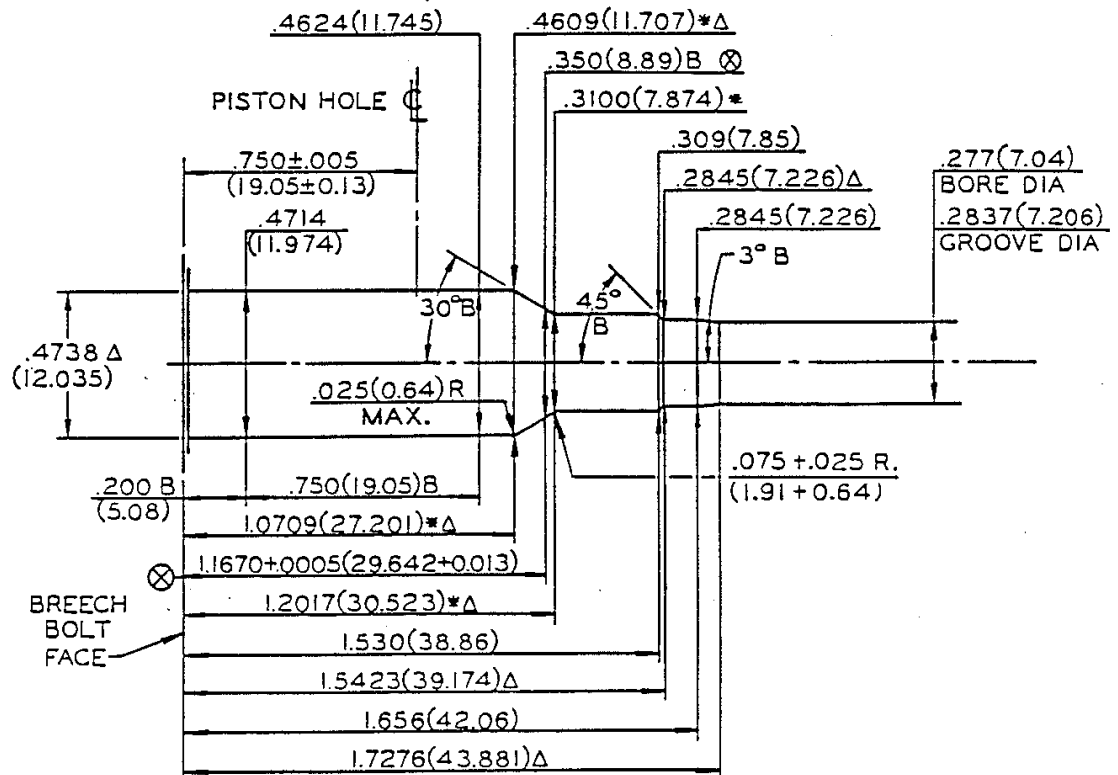 .4624(11.745)
.4609(11.707)*Δ
.350(8.89)B ⊗
.3100(7.874)*
PISTON HOLE ℄
.309(7.85)
.750±.005
(19.05±0.13)
.2845(7.226)Δ
.277(7.04)
BORE DIA
.4714
(11.974)
.2845(7.226)
.2837(7.206)
GROOVE DIA
3° B
30° B
45°
B
.4738 Δ
(12.035)
.025(0.64) R
MAX.
.075 +.025 R.
(1.91 +0.64)
.200 B
(5.08)
.750(19.05)B
1.0709(27.201)*Δ
⊗
1.1670+.0005(29.642+0.013)
BREECH
BOLT
FACE
1.2017(30.523)*Δ
1.530(38.86)
1.5423(39.174)Δ
1.656(42.06)
1.7276(43.881)Δ